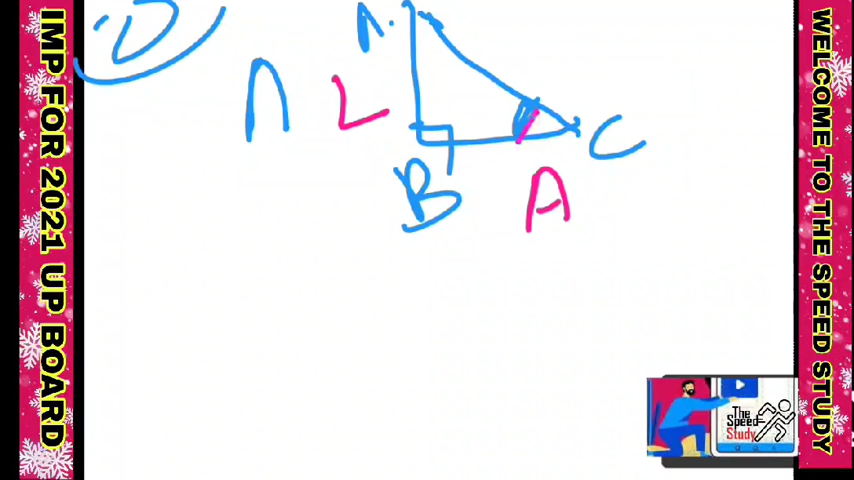 IMP FOR 2021 UP BOARD
A
L
C
B
A
The
Speed
Study
WELCOME TO THE SPEED STUDY